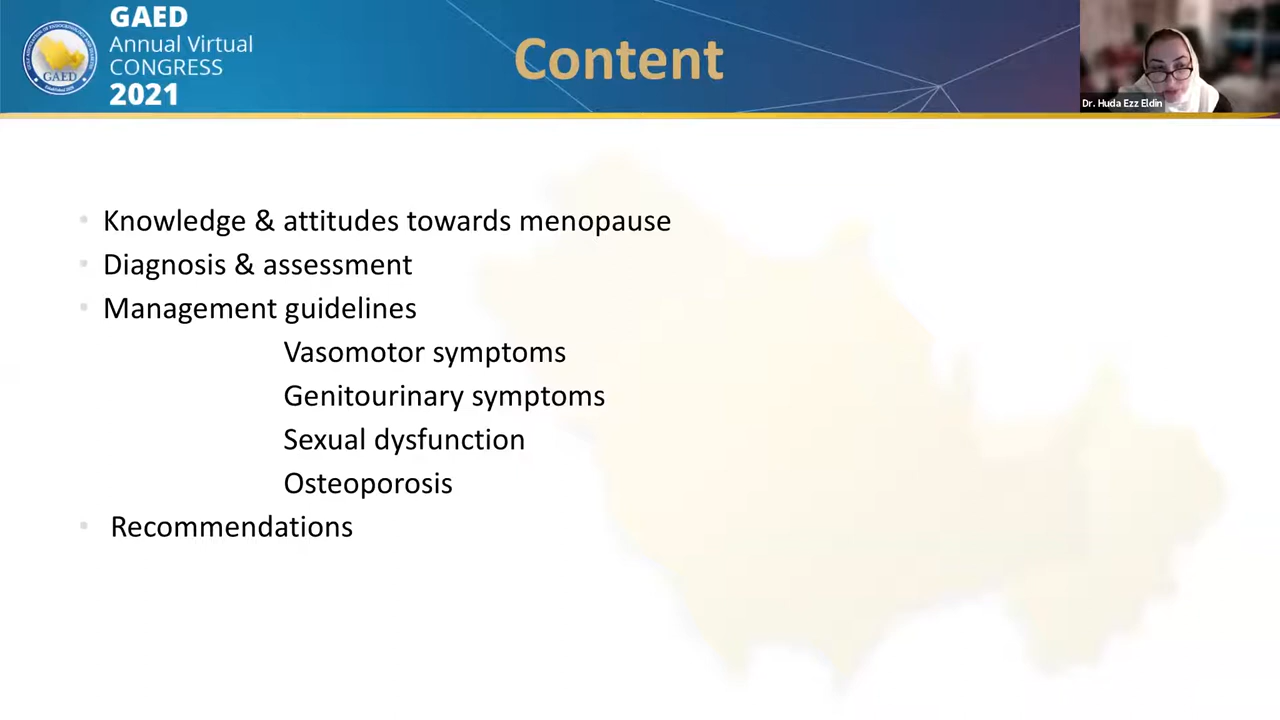 GAED
Annual Virtual
CONGRESS
2021
GAED
Content
Dr. Huda Ezz Eldin
• Knowledge & attitudes towards menopause
• Diagnosis & assessment
• Management guidelines
Vasomotor symptoms
Genitourinary symptoms
Sexual dysfunction
Osteoporosis
• Recommendations